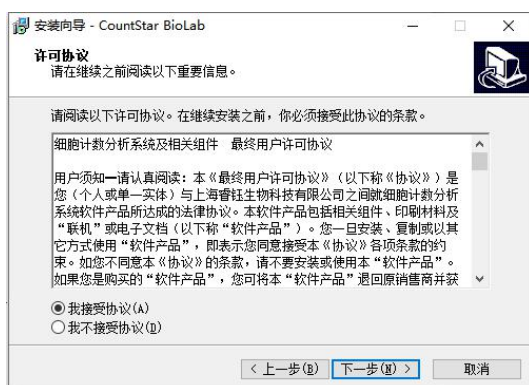 安装向导 - CountStar BioLab
许可协议
请在继续之前阅读以下重要信息。
请阅读以下许可协议。在继续安装之前，你必须接受此协议的条款。
细胞计数分析系统及相关组件 最终用户许可协议
用户须知—请认真阅读：本《最终用户许可协议》（以下称《协议》）是
您（个人或单一实体）与上海睿钰生物科技有限公司之间就细胞计数分析
系统软件产品所达成的法律协议。本软件产品包括相关组件、印刷材料及
“联机”或电子文档（以下称“软件产品”）。您一旦安装、复制或以其
它方式使用“软件产品”，即表示您同意接受本《协议》各项条款的约
束。如您不同意本《协议》的条款，请不要安装或使用本“软件产品”。
如果您是购买的“软件产品”，您可将本“软件产品”退回原销售商并获
我接受协议(A)
我不接受协议(D)
< 上一步(B) 下一步(N) > 取消